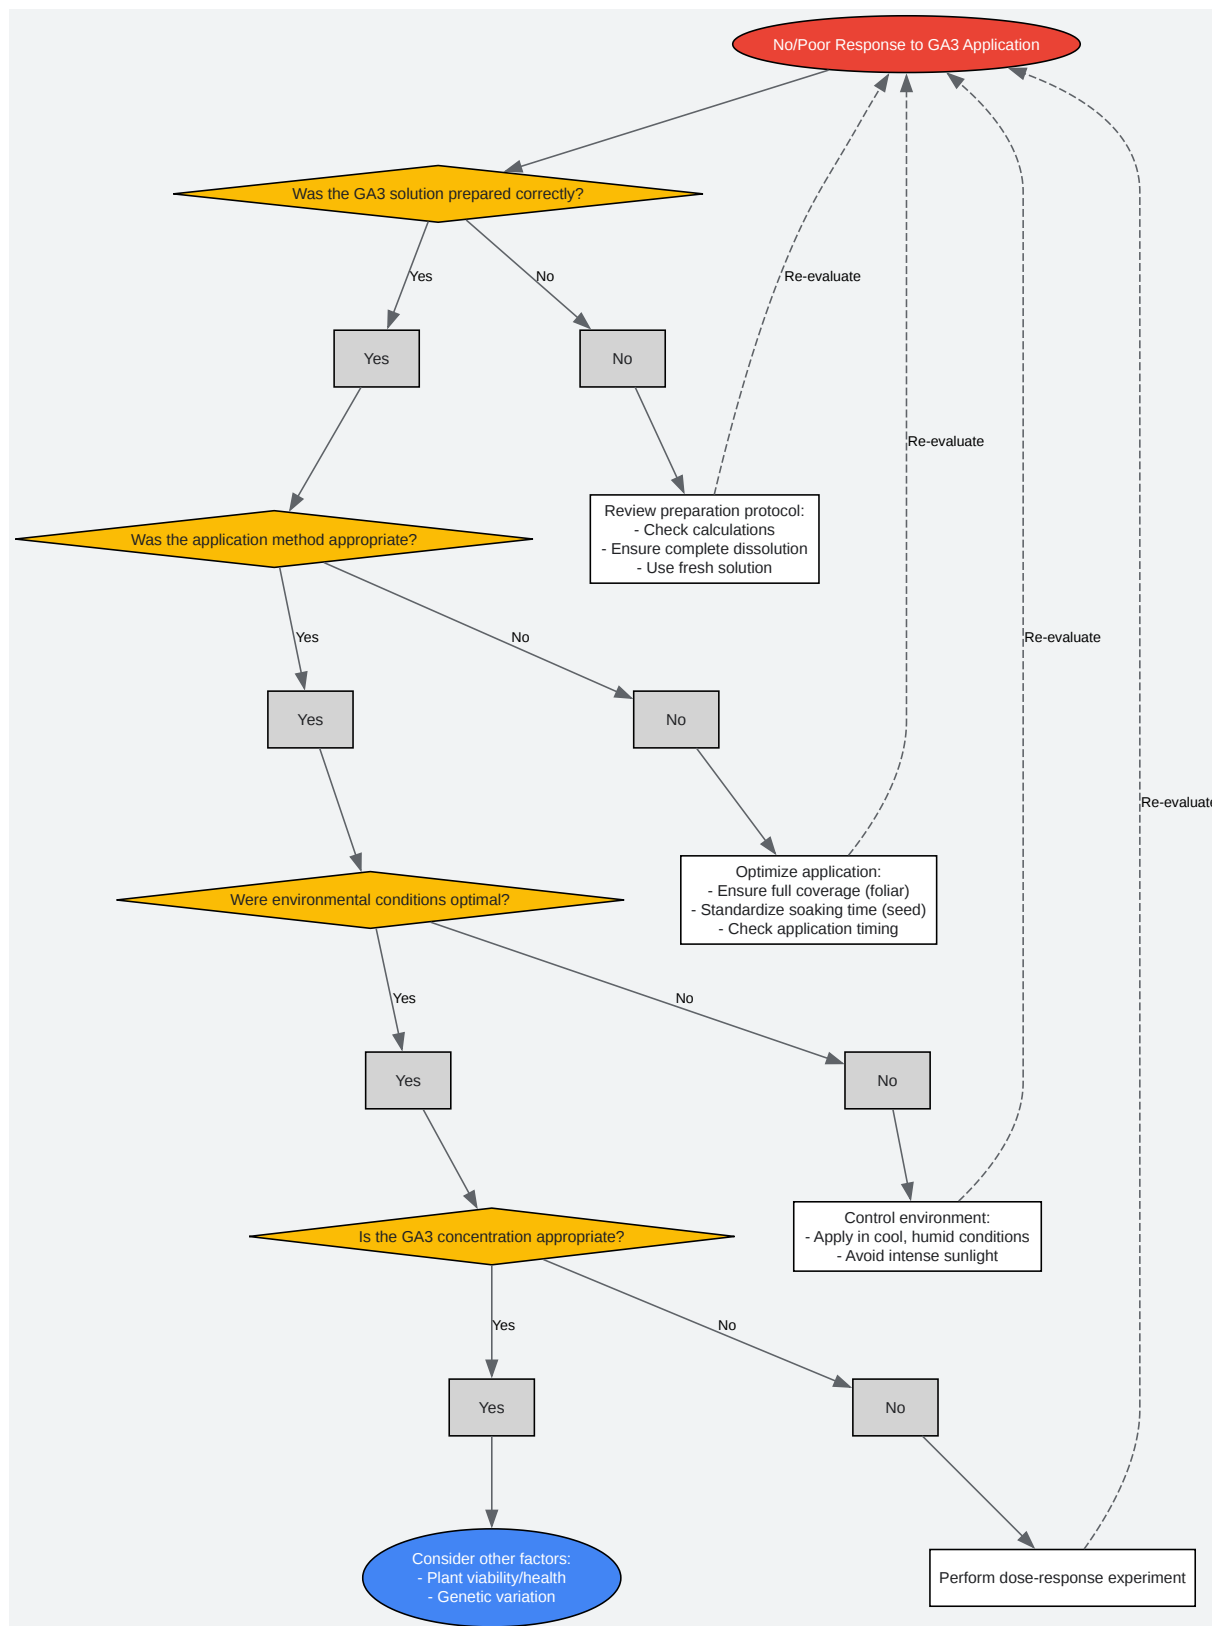 No/Poor Response to GA3 Application
Was the GA3 solution prepared correctly?
Yes
No
Re-evaluate
Yes
No
Re-evaluate
Review preparation protocol:
- Check calculations
- Ensure complete dissolution
- Use fresh solution
Was the application method appropriate?
Yes
No
Re-evaluate
Yes
No
Re-evaluate
Optimize application:
- Ensure full coverage (foliar)
- Standardize soaking time (seed)
- Check application timing
Were environmental conditions optimal?
Yes
No
Yes
No
Control environment:
- Apply in cool, humid conditions
- Avoid intense sunlight
Is the GA3 concentration appropriate?
Yes
No
Yes
No
Consider other factors:
- Plant viability/health
- Genetic variation
Perform dose-response experiment